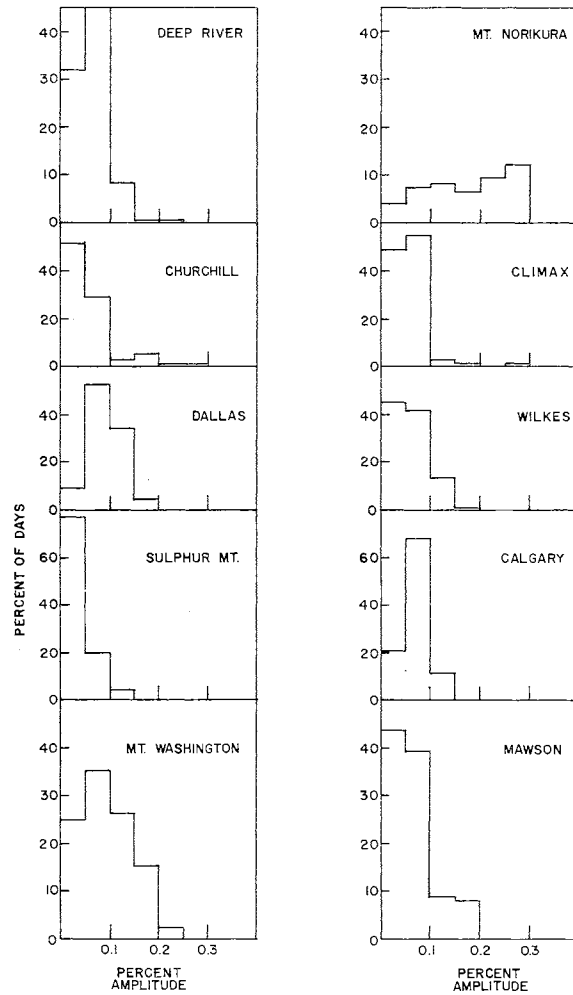 DEEP RIVER
40
30
20
10
0
CHURCHILL
40
20
0
DALLAS
40
20
0
SULPHUR MT.
60
40
20
0
MT. WASHINGTON
40
30
20
10
0
0.1 0.2 0.3
PERCENT
AMPLITUDE
PERCENT OF DAYS
MT. NORIKURA
40
30
20
10
0
CLIMAX
40
20
0
WILKES
40
20
0
CALGARY
60
40
20
0
MAWSON
40
30
20
10
0
0.1 0.2 0.3
PERCENT
AMPLITUDE